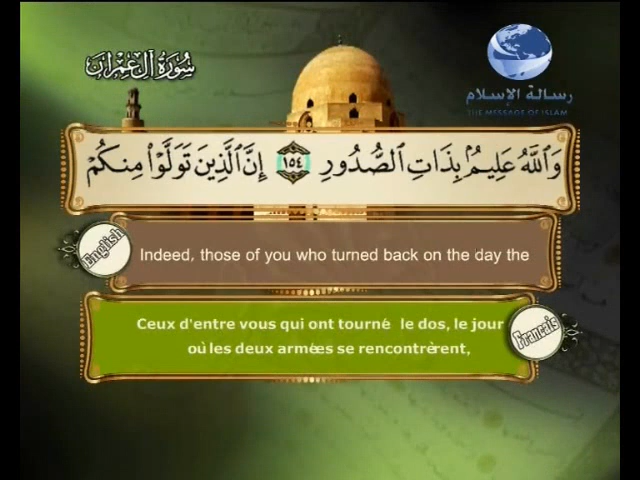 سورة آل عمران
رسالة الإسلام
THE MESSAGE OF ISLAM
وَاللَّهُ عَلِيمٌ بِذَاتِ الصُّدُورِ ١٥٤ إِنَّ الَّذِينَ تَوَلَّوْا مِنكُمْ
English
Indeed, those of you who turned back on the day the
Ceux d'entre vous qui ont tourné le dos, le jour
où les deux armées se rencontrèrent,
Francais